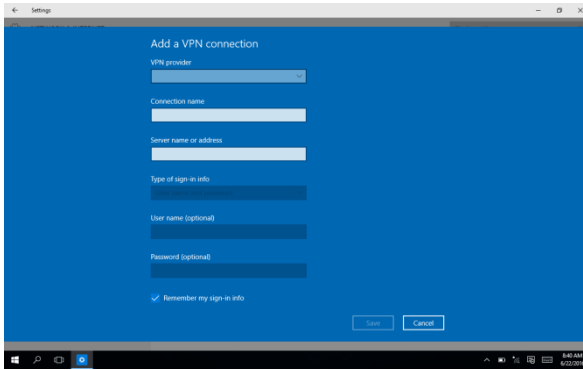 Settings
Add a VPN connection
VPN provider
Connection name
Server name or address
Type of sign-in info
User name (optional)
Password (optional)
Remember my sign-in info
Save
Cancel
8:40 AM